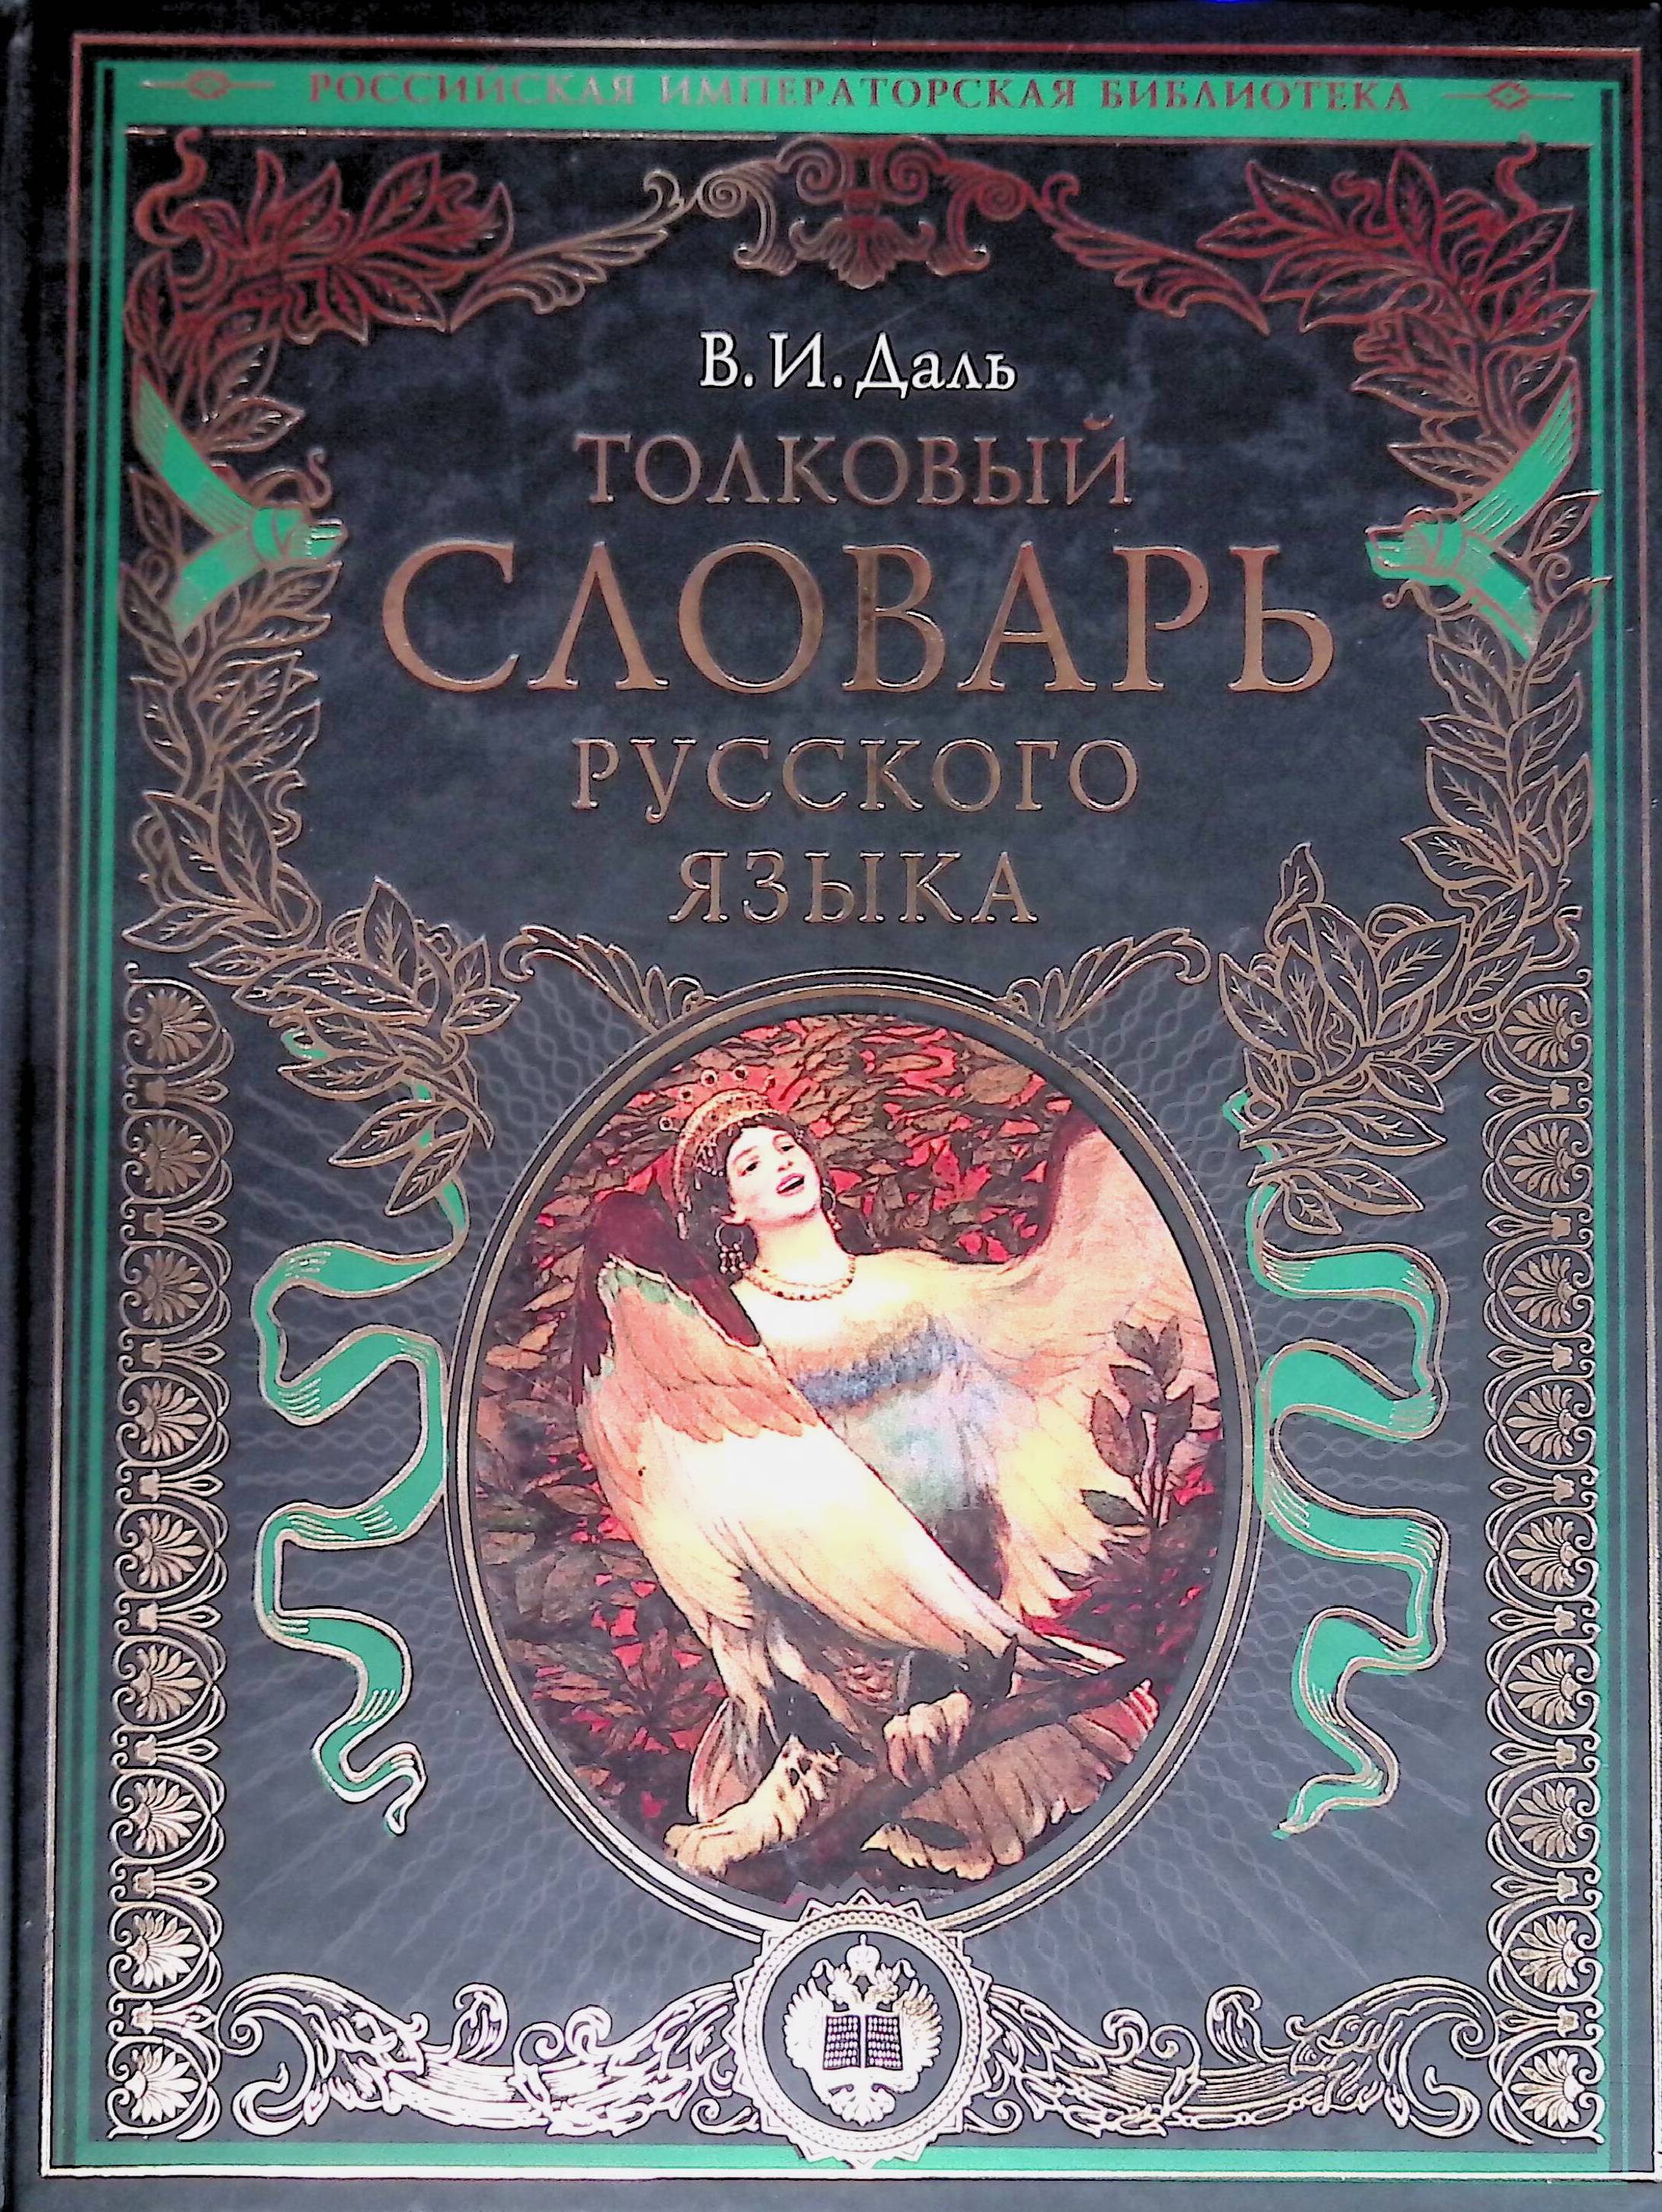 РОССИЙСКАЯ ИМПЕРАТОРСКАЯ БИБЛИОТЕКА
В. И. Даль
ТОЛКОВЫЙ
СЛОВАРЬ
РУССКОГО
ЯЗЫКА